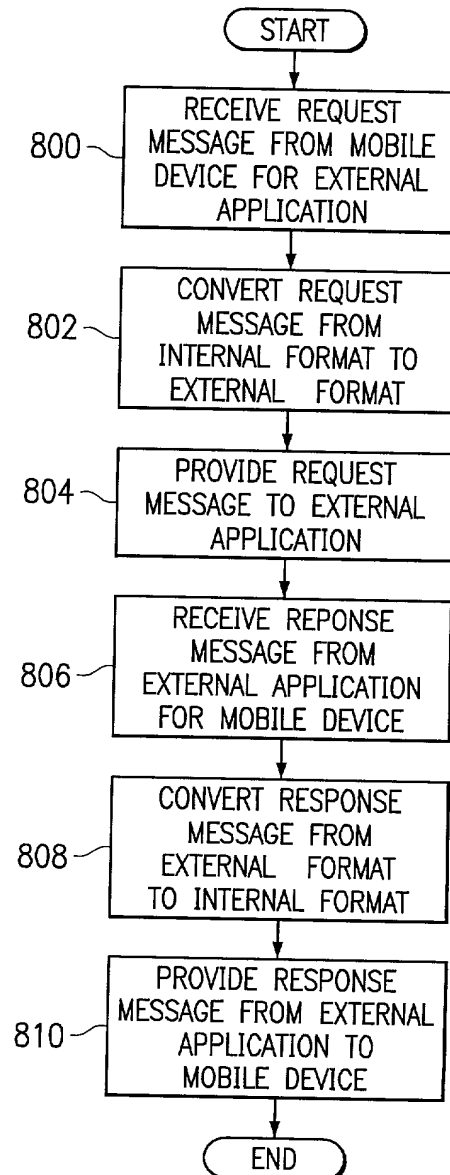 START
800
RECEIVE REQUEST
MESSAGE FROM MOBILE
DEVICE FOR EXTERNAL
APPLICATION
802
CONVERT REQUEST
MESSAGE FROM
INTERNAL FORMAT TO
EXTERNAL FORMAT
804
PROVIDE REQUEST
MESSAGE TO EXTERNAL
APPLICATION
806
RECEIVE REPONSE
MESSAGE FROM
EXTERNAL APPLICATION
FOR MOBILE DEVICE
808
CONVERT RESPONSE
MESSAGE FROM
EXTERNAL FORMAT
TO INTERNAL FORMAT
810
PROVIDE RESPONSE
MESSAGE FROM EXTERNAL
APPLICATION TO
MOBILE DEVICE
END